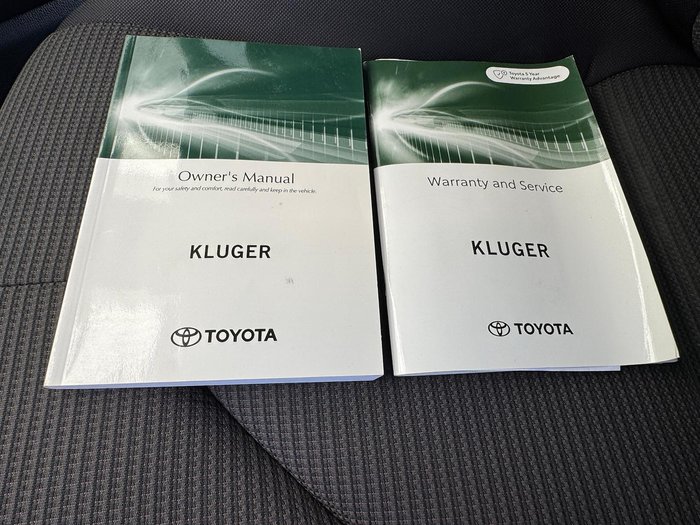 Owner's Manual
For your safety and comfort, read carefully and keep in the vehicle.
KLUGER
TOYOTA
Toyota 5 Year
Warranty Advantage
Warranty and Service
KLUGER
TOYOTA